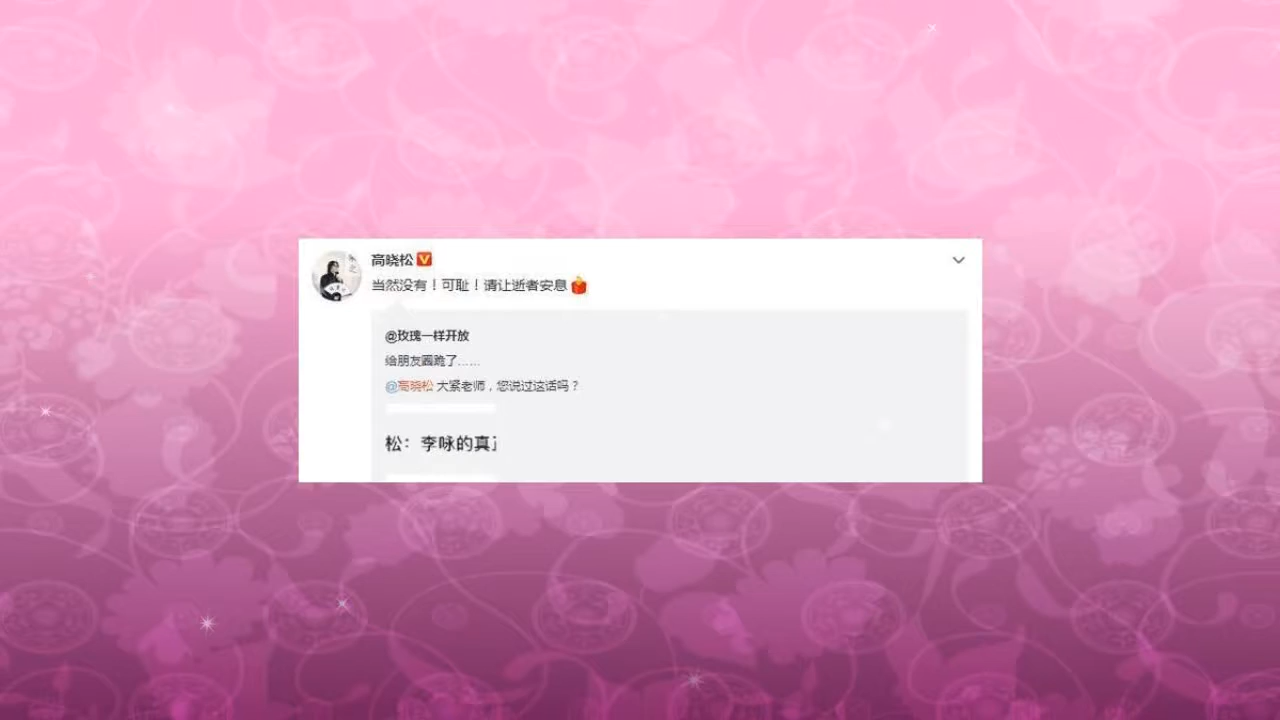 高晓松
当然没有！可耻！请让逝者安息
@玫瑰一样开放
给朋友圈跪了……
@高晓松 大紧老师，您说过这话吗？
松：李咏的真